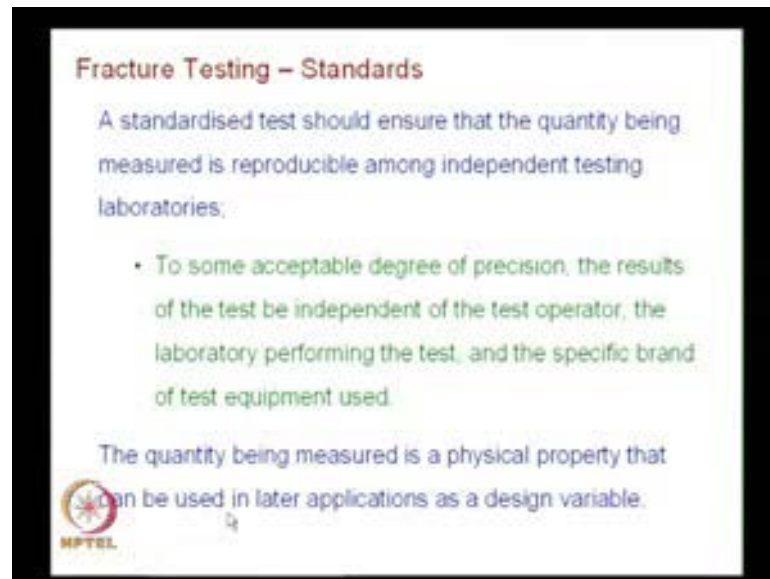 Fracture Testing – Standards
A standardised test should ensure that the quantity being
measured is reproducible among independent testing
laboratories;
• To some acceptable degree of precision, the results
of the test be independent of the test operator, the
laboratory performing the test, and the specific brand
of test equipment used.
The quantity being measured is a physical property that
can be used in later applications as a design variable.
NPTEL